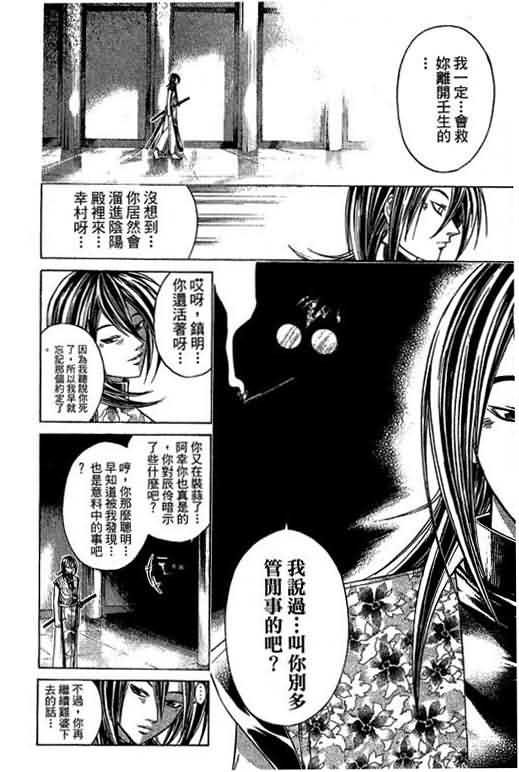 我一定…會救
妳離開壬生的
…
沒想到…
你居然會
溜進陰陽
殿裡來…
幸村呀…
哎呀，鎮明…
你還活著呀…
因為我聽說你死
了，所以我早就
忘記那個約定了
你又在裝蒜了…
阿幸你也真是的
，你對辰伶暗示
了些什麼吧？
哼，你那麼聰明…
早知道被我發現…
也是意料中的事吧
？
我說過…叫你別多
管閒事的吧？
…
不過，你再
繼續雞婆下
去的話…